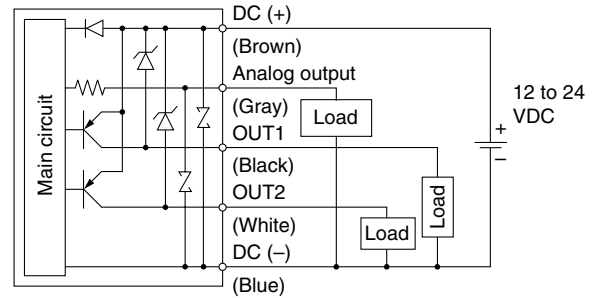 DC (+)
(Brown)
Analog output
(Gray)
OUT1
(Black)
OUT2
(White)
DC (–)
(Blue)
Main circuit
Load
Load
Load
12 to 24
VDC
+
–